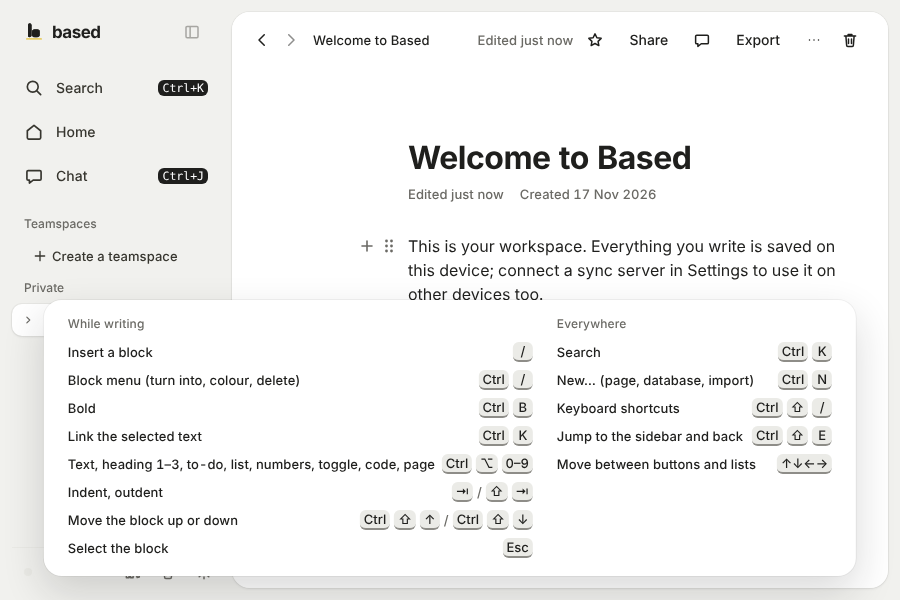 based
Search Ctrl+K
Home
Chat Ctrl+J
Teamspaces
+ Create a teamspace
Private
Welcome to Based
Edited just now
Share
Export
Welcome to Based
Edited just now Created 17 Nov 2026
This is your workspace. Everything you write is saved on
this device; connect a sync server in Settings to use it on
other devices too.
While writing
Insert a block /
Block menu (turn into, colour, delete) Ctrl /
Bold Ctrl B
Link the selected text Ctrl K
Text, heading 1–3, to-do, list, numbers, toggle, code, page Ctrl ⌥ 0–9
Indent, outdent ⇥ / ⇧ ⇥
Move the block up or down Ctrl ⇧ ↑ / Ctrl ⇧ ↓
Select the block Esc
Everywhere
Search Ctrl K
New… (page, database, import) Ctrl N
Keyboard shortcuts Ctrl ⇧ /
Jump to the sidebar and back Ctrl ⇧ E
Move between buttons and lists ↑↓←→